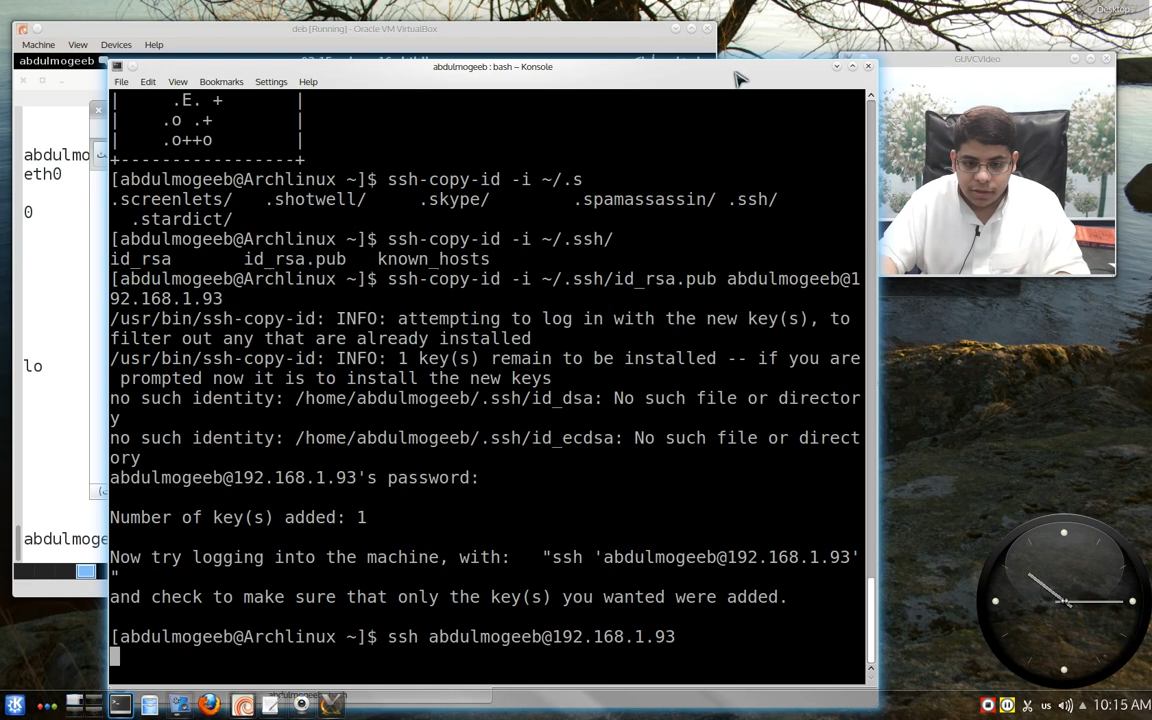 Desktop
deb [Running] - Oracle VM VirtualBox
Machine View Devices Help
abdulmogeeb
abdulmogeeb : bash – Konsole
GUVCVideo
File Edit View Bookmarks Settings Help
abdulmo
eth0
0
lo
abdulmoge
|       .E. +       |
|      .o .+        |
|      .o++o        |
+-----------------+
[abdulmogeeb@Archlinux ~]$ ssh-copy-id -i ~/.s
.screenlets/   .shotwell/     .skype/        .spamassassin/ .ssh/
.stardict/
[abdulmogeeb@Archlinux ~]$ ssh-copy-id -i ~/.ssh/
id_rsa       id_rsa.pub   known_hosts
[abdulmogeeb@Archlinux ~]$ ssh-copy-id -i ~/.ssh/id_rsa.pub abdulmogeeb@1
92.168.1.93
/usr/bin/ssh-copy-id: INFO: attempting to log in with the new key(s), to
filter out any that are already installed
/usr/bin/ssh-copy-id: INFO: 1 key(s) remain to be installed -- if you are
prompted now it is to install the new keys
no such identity: /home/abdulmogeeb/.ssh/id_dsa: No such file or director
y
no such identity: /home/abdulmogeeb/.ssh/id_ecdsa: No such file or direct
ory
abdulmogeeb@192.168.1.93's password:
Number of key(s) added: 1
Now try logging into the machine, with:   "ssh 'abdulmogeeb@192.168.1.93'
"
and check to make sure that only the key(s) you wanted were added.
[abdulmogeeb@Archlinux ~]$ ssh abdulmogeeb@192.168.1.93
us
10:15 AM